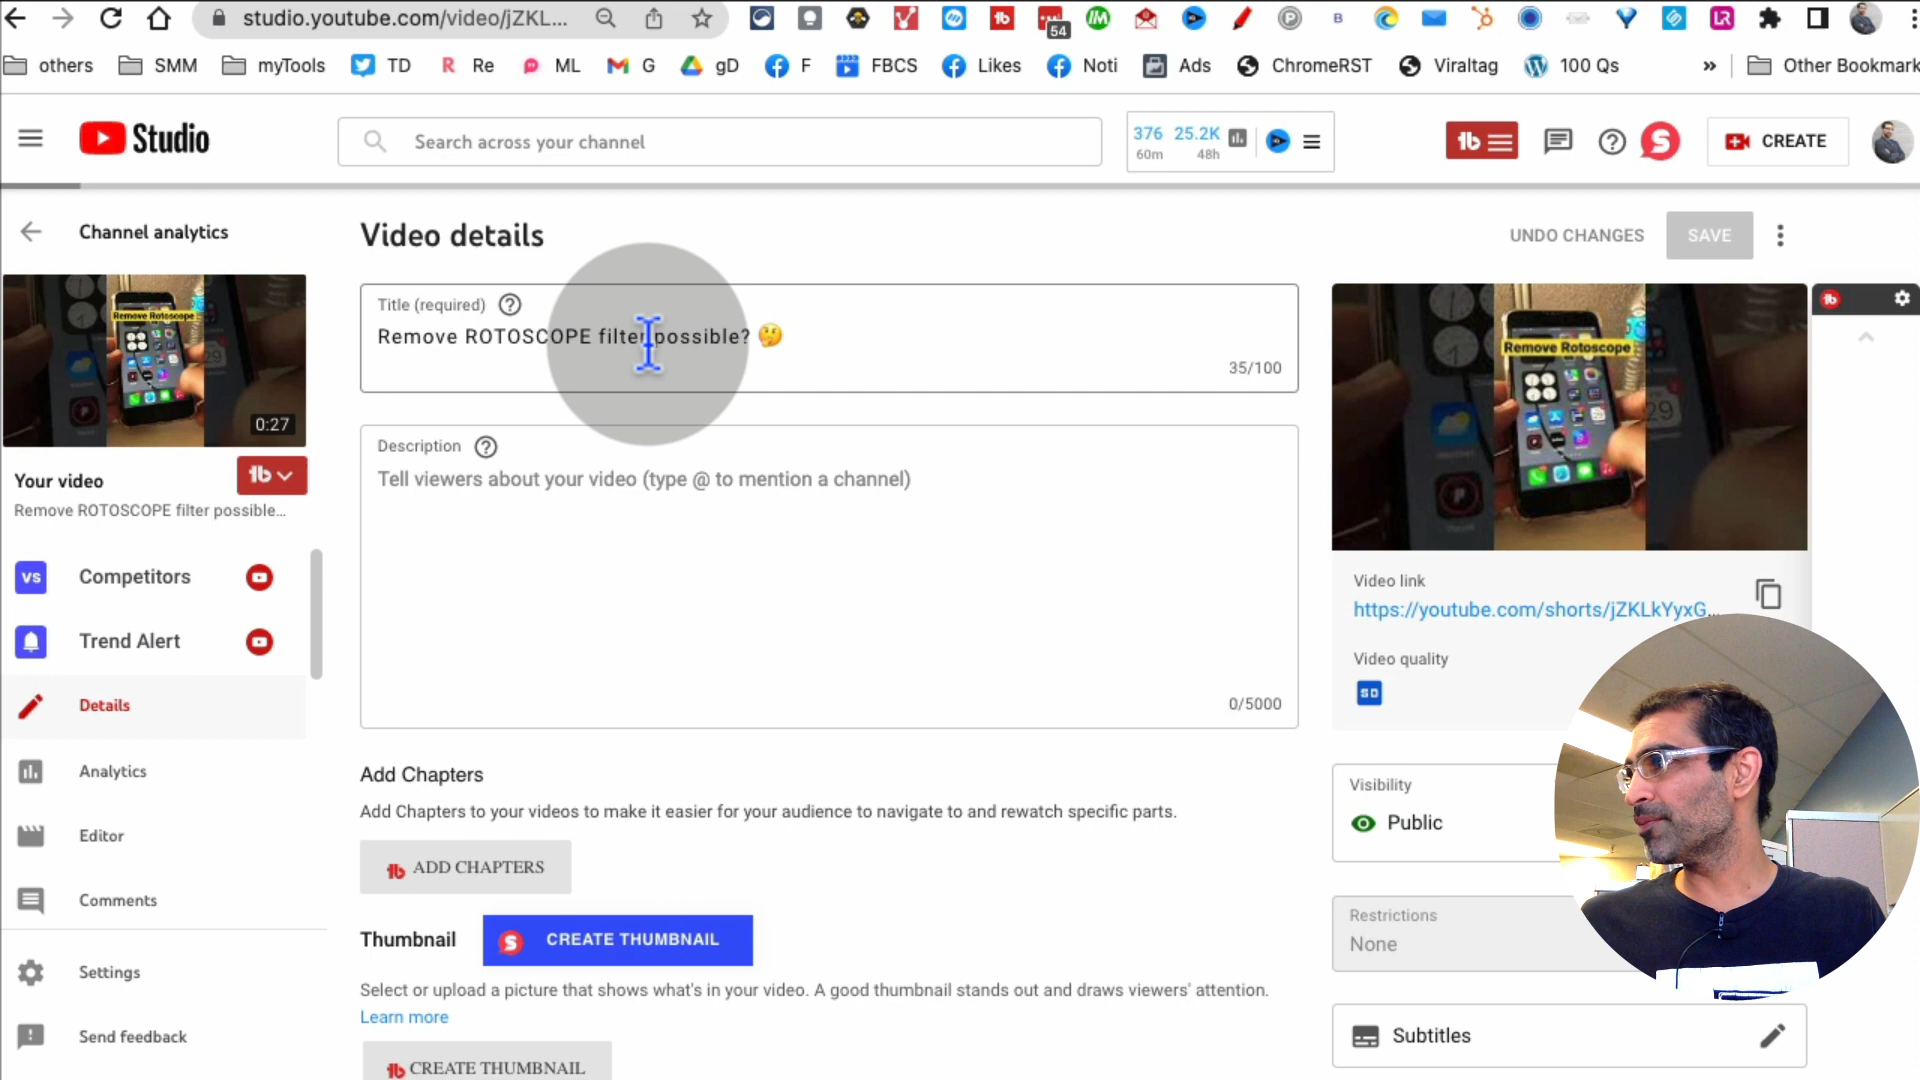 studio.youtube.com/video/jZKL...
54
others
SMM
myTools
TD
Re
ML
G
gD
F
FBCS
Likes
Noti
Ads
ChromeRST
Viraltag
100 Qs
»
Other Bookmark
Studio
Search across your channel
376 25.2K
60m 48h
CREATE
Channel analytics
Video details
UNDO CHANGES
SAVE
Remove Rotoscope
0:27
Title (required)
Remove ROTOSCOPE filter possible? 🤔
35/100
Remove Rotoscope
Your video
Remove ROTOSCOPE filter possible...
Description
Tell viewers about your video (type @ to mention a channel)
0/5000
VS Competitors
Trend Alert
Details
Analytics
Editor
Comments
Settings
Send feedback
Add Chapters
Add Chapters to your videos to make it easier for your audience to navigate to and rewatch specific parts.
ADD CHAPTERS
Thumbnail
CREATE THUMBNAIL
Select or upload a picture that shows what's in your video. A good thumbnail stands out and draws viewers' attention.
Learn more
CREATE THUMBNAIL
Video link
https://youtube.com/shorts/jZKLkYyxG...
Video quality
SD
Visibility
Public
Restrictions
None
Subtitles